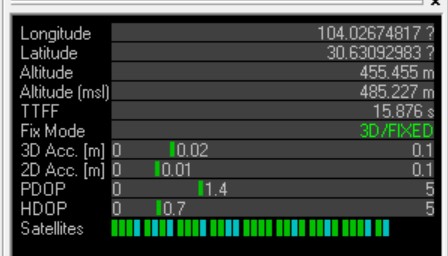 Longitude 104.02674817 ?
Latitude 30.63092983 ?
Altitude 455.455 m
Altitude (msl) 485.227 m
TTFF 15.876 s
Fix Mode 3D/FIXED
3D Acc. [m] 0 0.02 0.1
2D Acc. [m] 0 0.01 0.1
PDOP 0 1.4 5
HDOP 0 0.7 5
Satellites